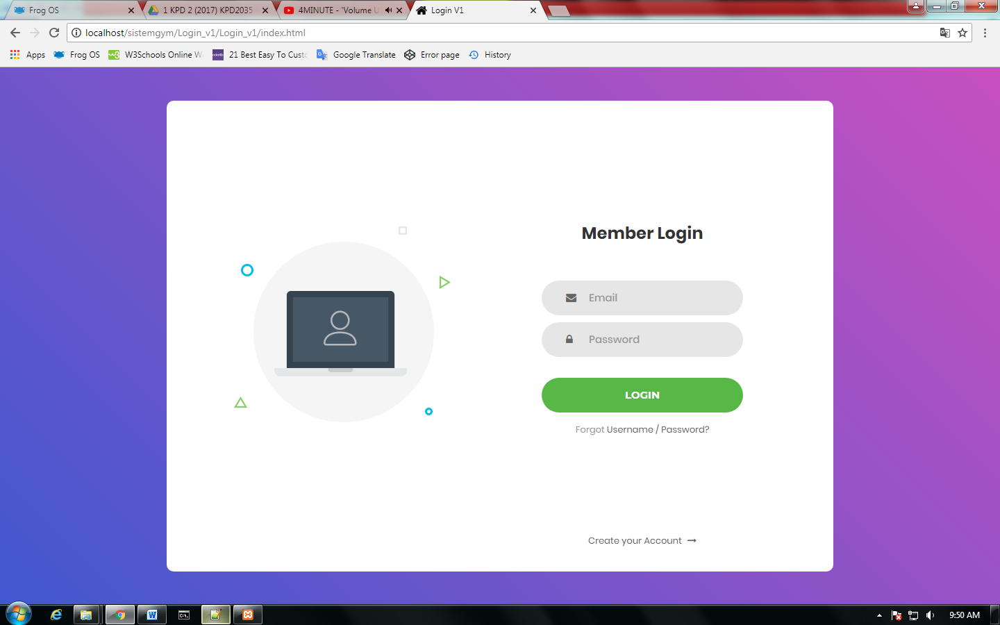 Frog OS
1 KPD 2 (2017) KPD2035
4MINUTE - 'Volume U
Login V1
localhost/sistemgym/Login_v1/Login_v1/index.html
Apps
Frog OS
W3Schools Online W
21 Best Easy To Custo
Google Translate
Error page
History
Member Login
Email
Password
LOGIN
Forgot Username / Password?
Create your Account
9:50 AM